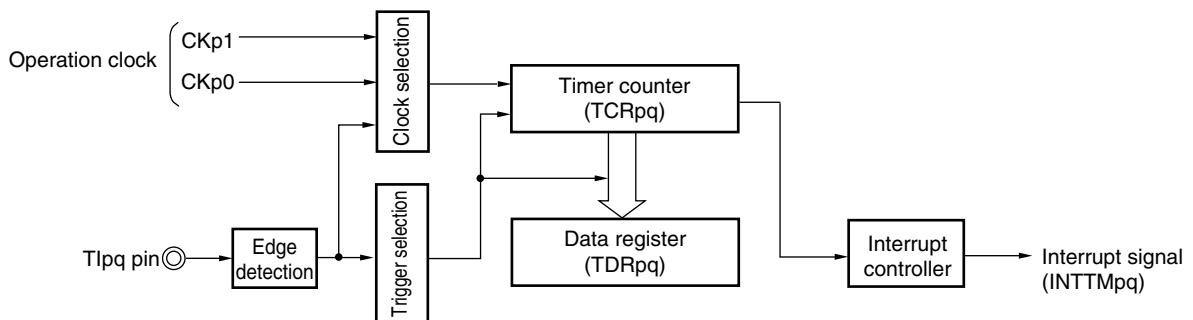 Operation clock
CKp1
CKp0
Clock selection
Timer counter
(TCRpq)
TIpq pin
Edge
detection
Trigger selection
Data register
(TDRpq)
Interrupt
controller
Interrupt signal
(INTTMpq)